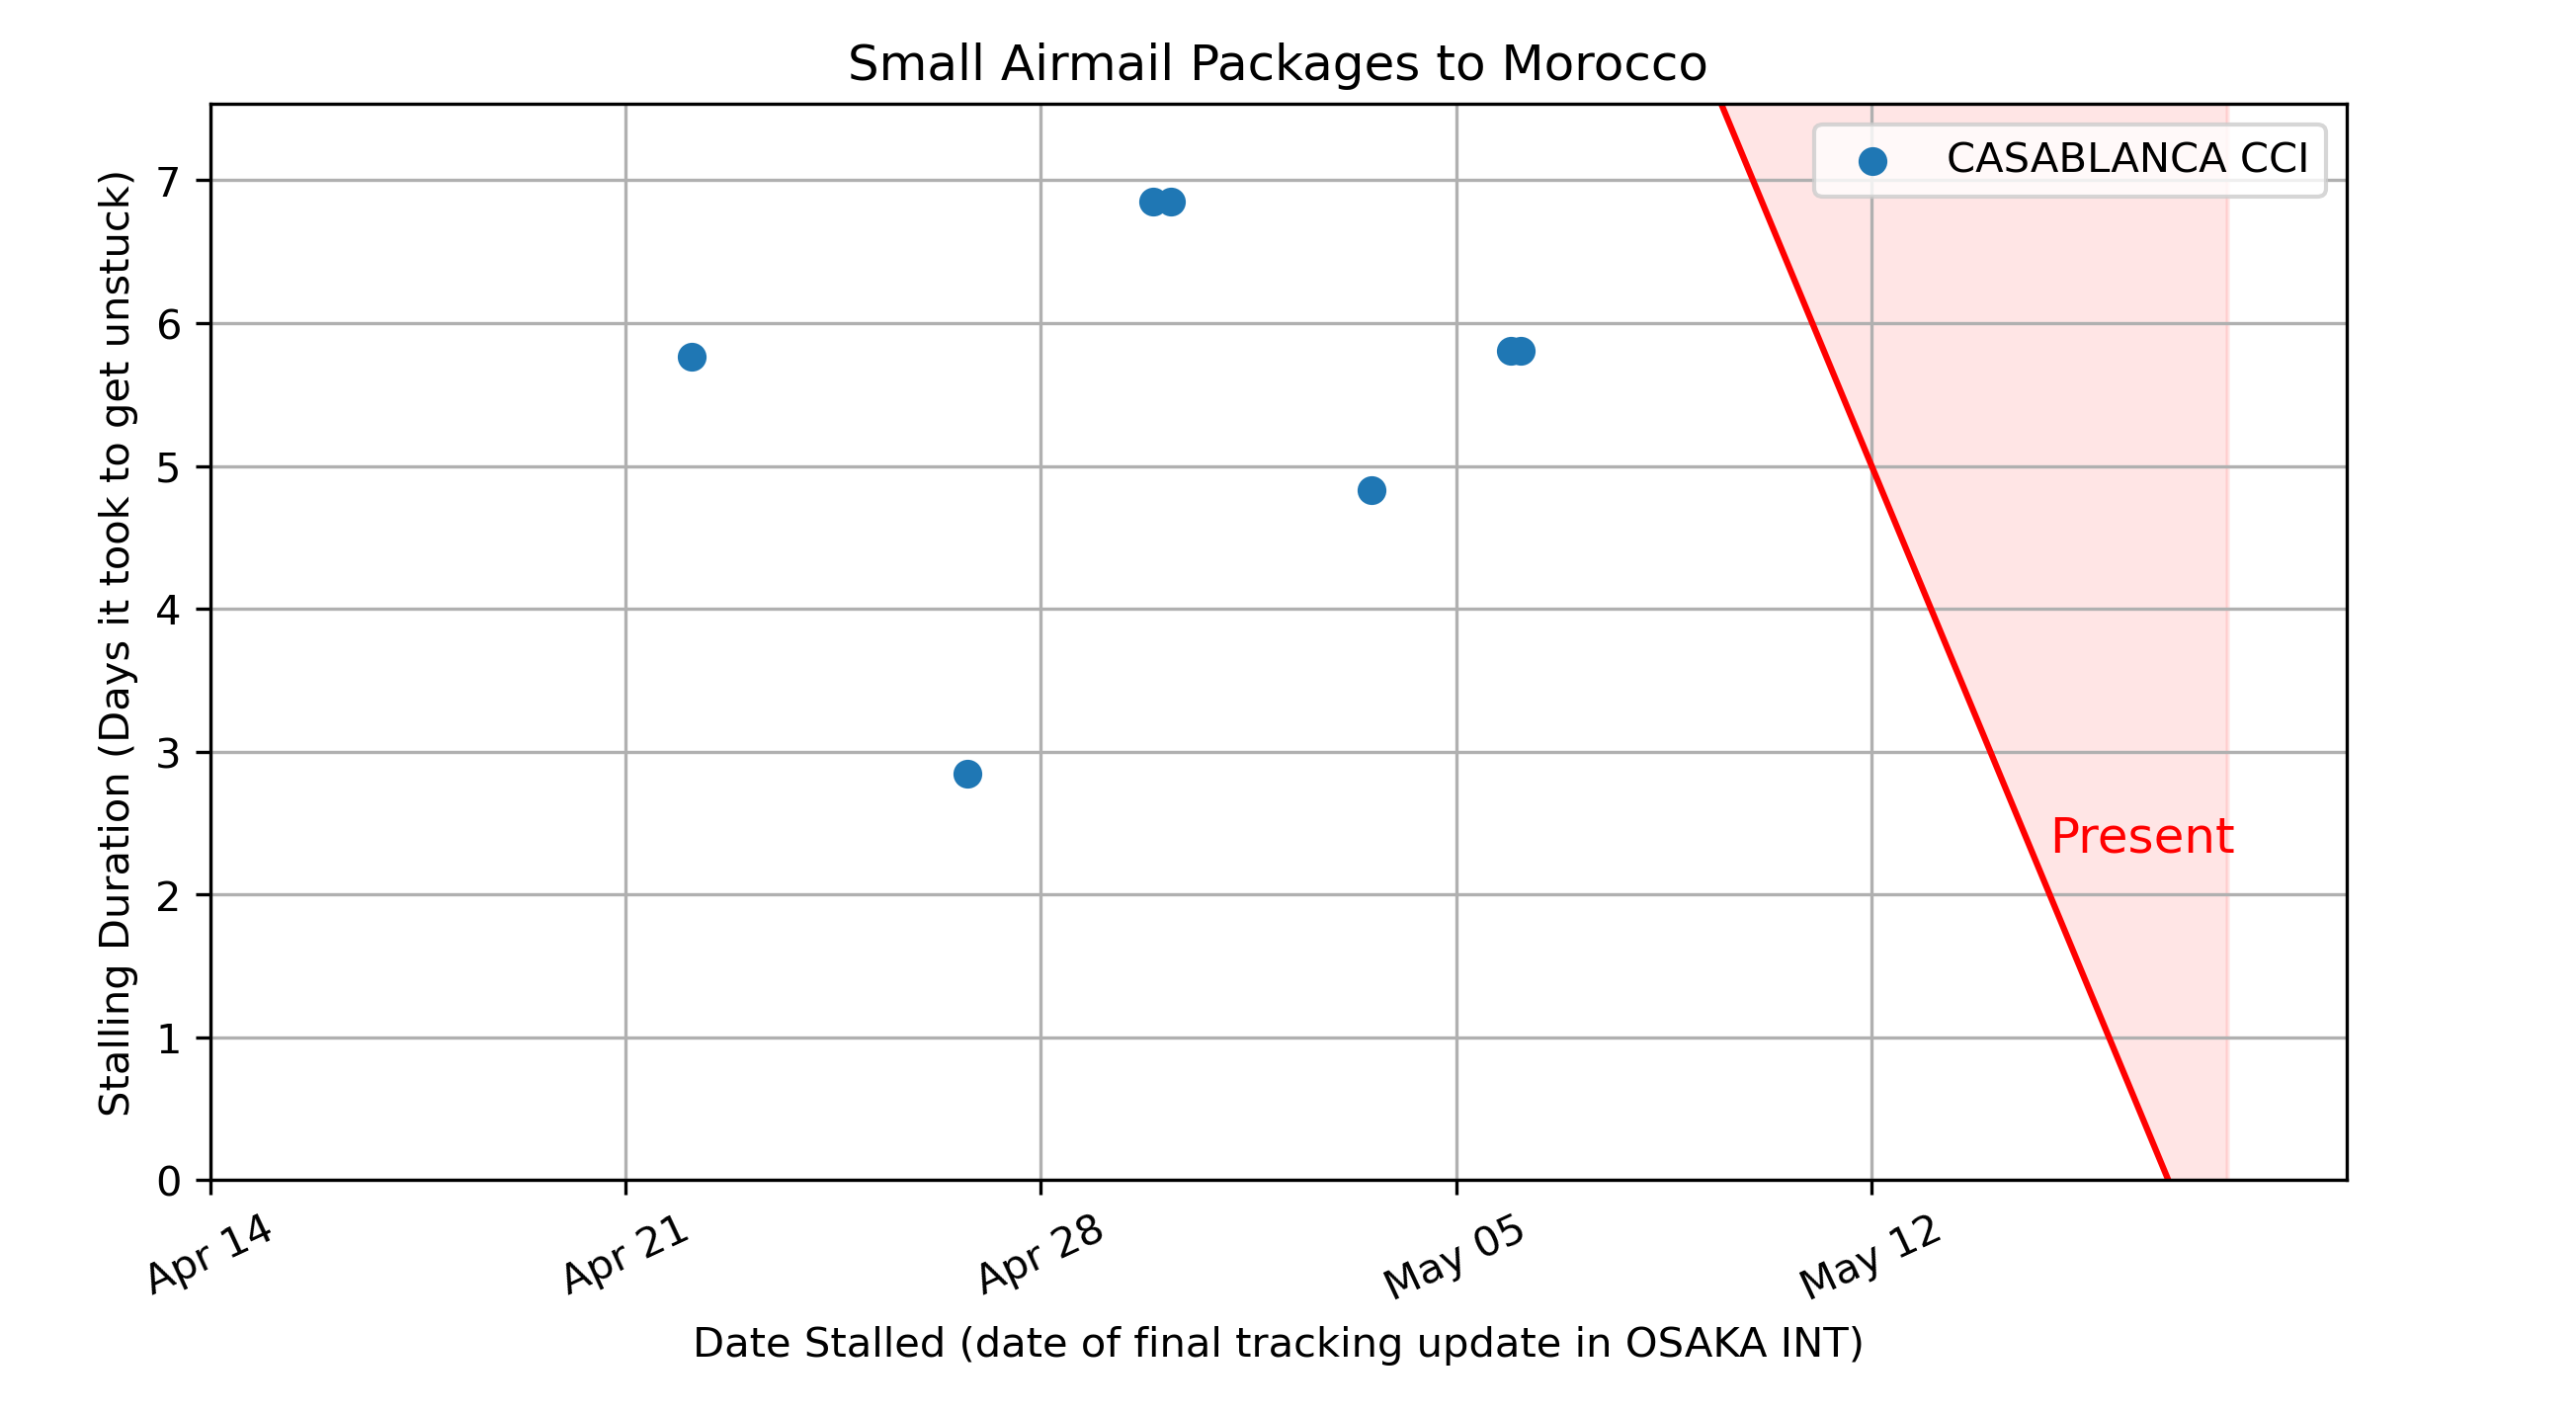 Small Airmail Packages to Morocco
CASABLANCA CCI
Stalling Duration (Days it took to get unstuck)
7
6
5
4
3
2
1
0
Present
Apr 14
Apr 21
Apr 28
May 05
May 12
Date Stalled (date of final tracking update in OSAKA INT)